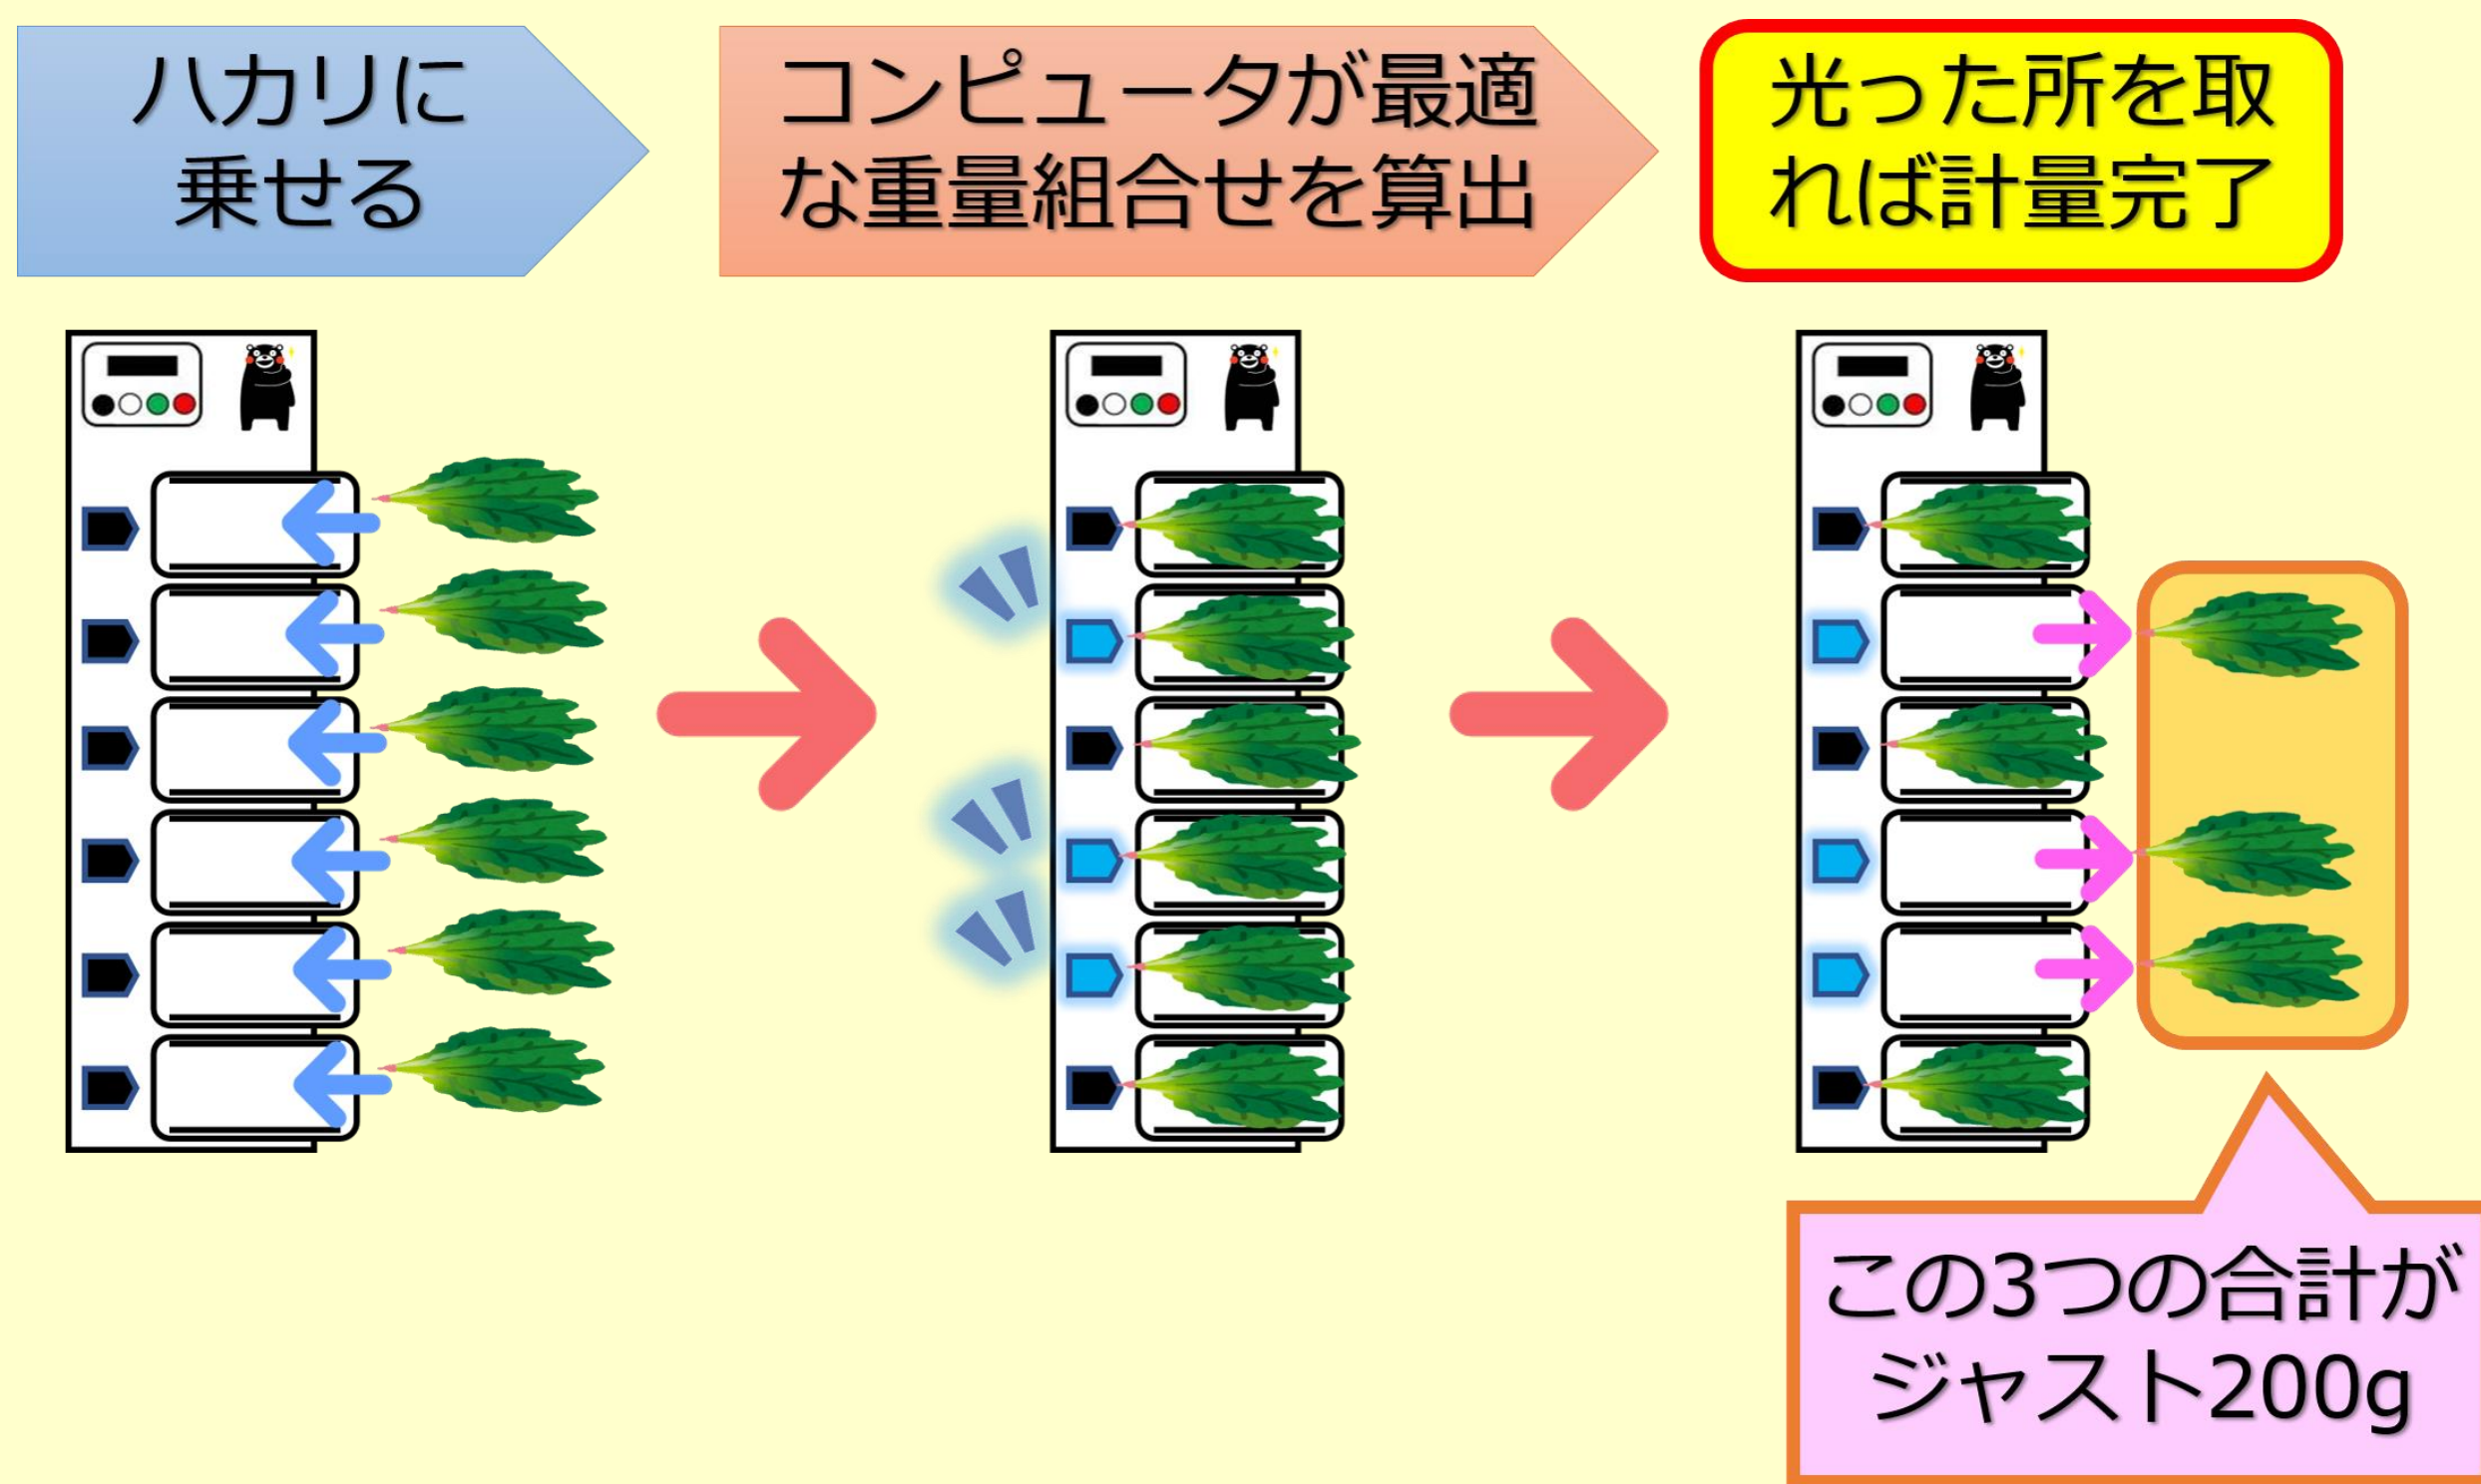 ハカリに
乗せる
コンピュータが最適
な重量組合せを算出
光った所を取
れば計量完了
この3つの合計が
ジャスト200g